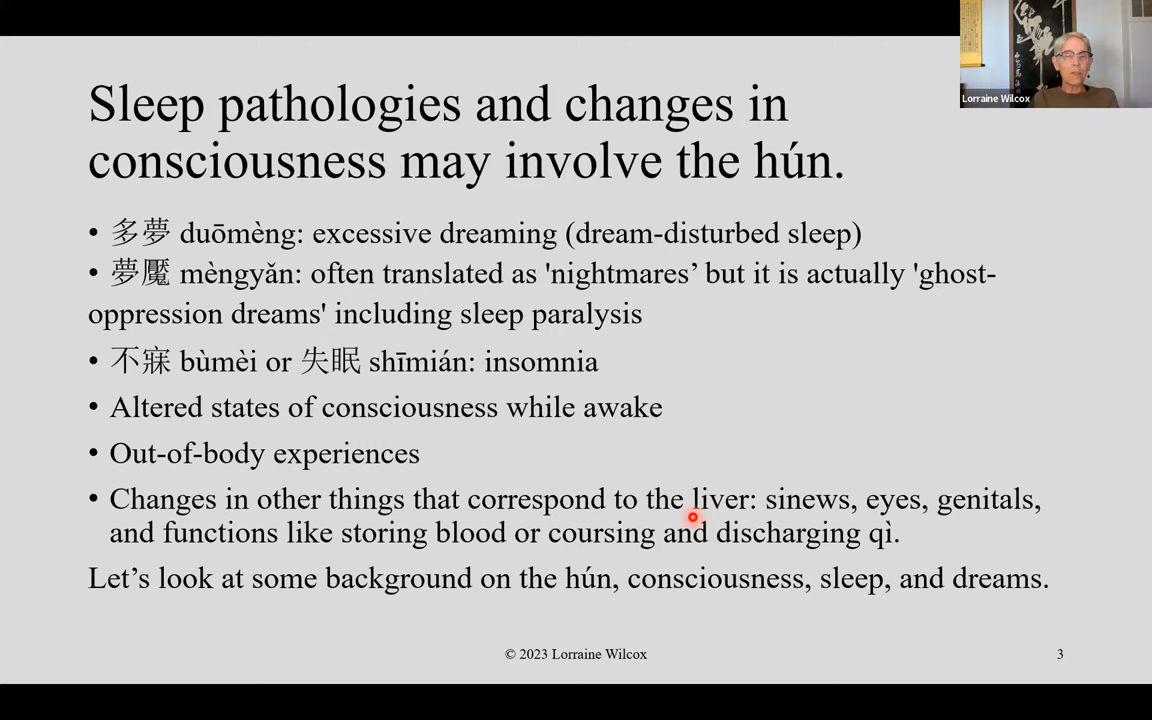 Sleep pathologies and changes in
consciousness may involve the hún.
• 多夢 duōmèng: excessive dreaming (dream-disturbed sleep)
• 夢魘 mèngyǎn: often translated as 'nightmares’ but it is actually 'ghost-
oppression dreams' including sleep paralysis
• 不寐 bùmèi or 失眠 shīmián: insomnia
• Altered states of consciousness while awake
• Out-of-body experiences
• Changes in other things that correspond to the liver: sinews, eyes, genitals,
and functions like storing blood or coursing and discharging qì.
Let’s look at some background on the hún, consciousness, sleep, and dreams.
© 2023 Lorraine Wilcox
3
Lorraine Wilcox